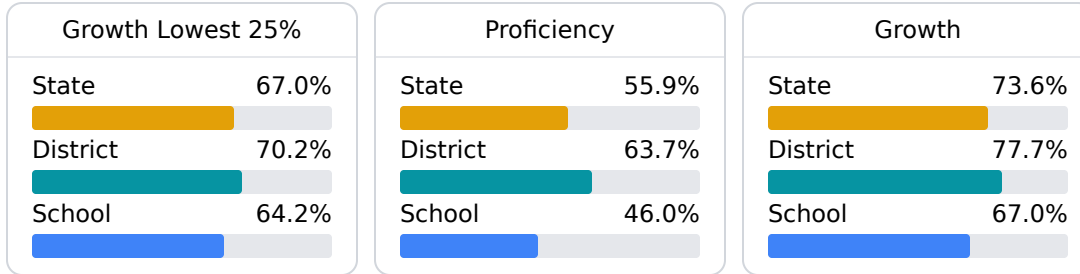 Growth Lowest 25%
State 67.0%
District 70.2%
School 64.2%
Proficiency
State 55.9%
District 63.7%
School 46.0%
Growth
State 73.6%
District 77.7%
School 67.0%